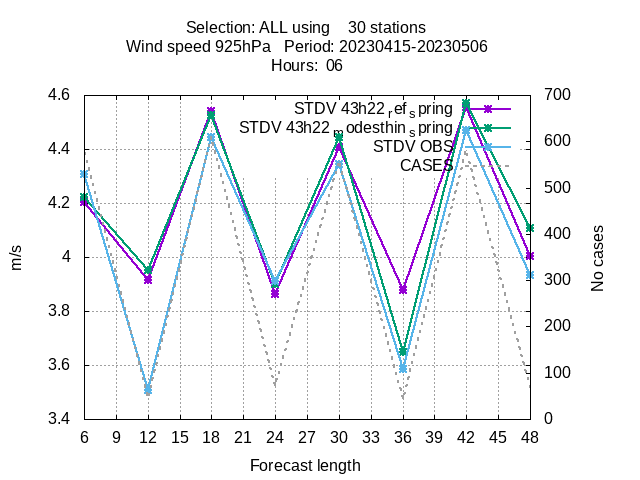 Selection: ALL using 30 stations
Wind speed 925hPa Period: 20230415-20230506
Hours: 06
STDV 43h22 ref spring
STDV 43h22 modesthin spring
STDV OBS
CASES
4.6
4.4
4.2
4
3.8
3.6
3.4
700
600
500
400
300
200
100
0
m/s
No cases
6 9 12 15 18 21 24 27 30 33 36 39 42 45 48
Forecast length